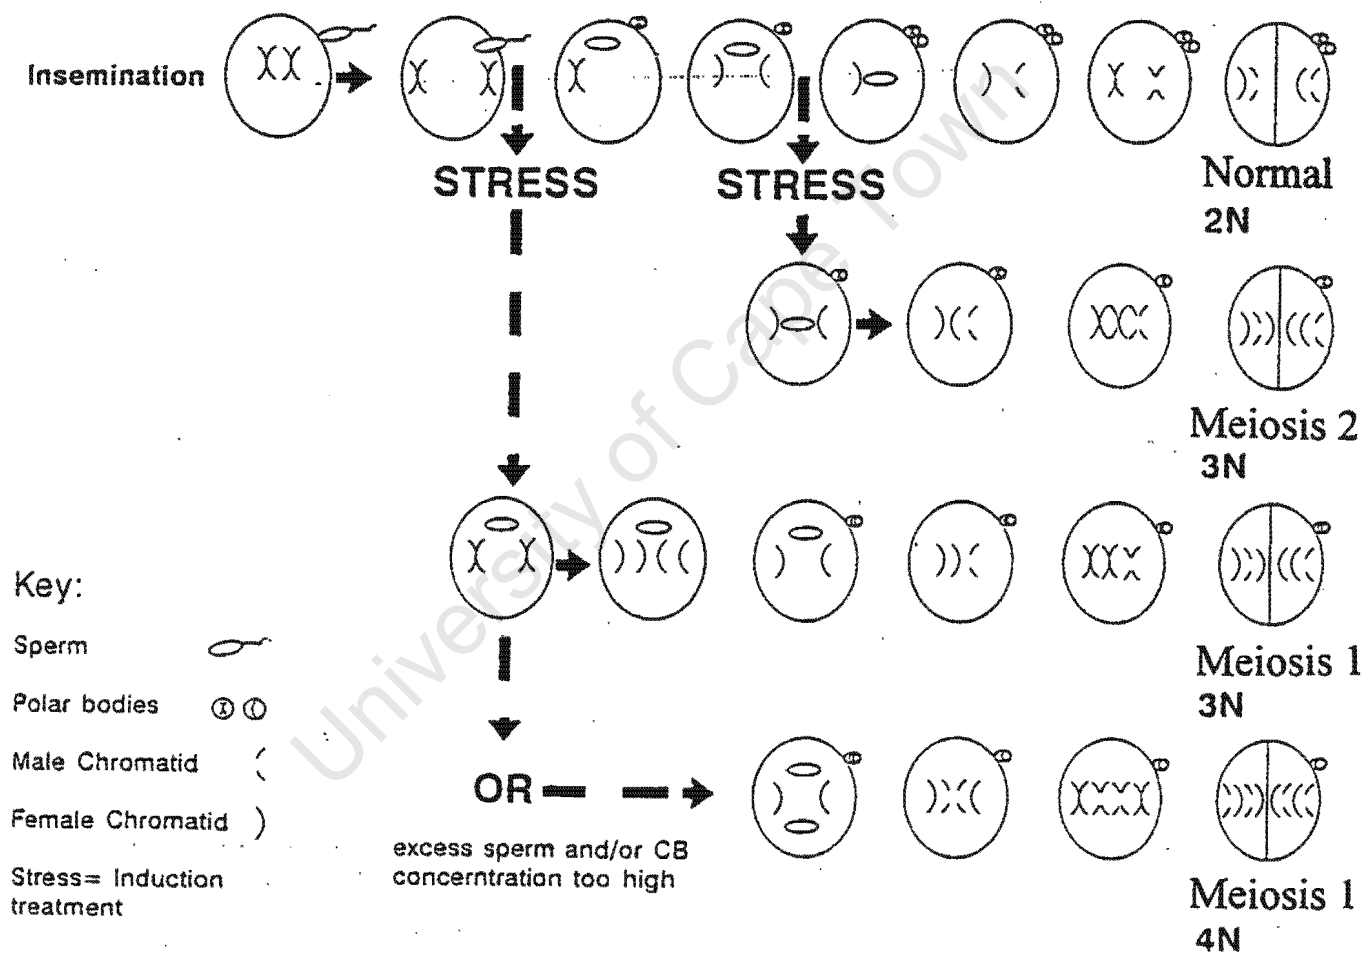 Insemination
STRESS
STRESS
Normal
2N
Meiosis 2
3N
Meiosis 1
3N
Key:
Sperm
Polar bodies
Male Chromatid
Female Chromatid
Stress= Induction
treatment
OR
excess sperm and/or CB
concerntration too high
Meiosis 1
4N
University of Cape Town